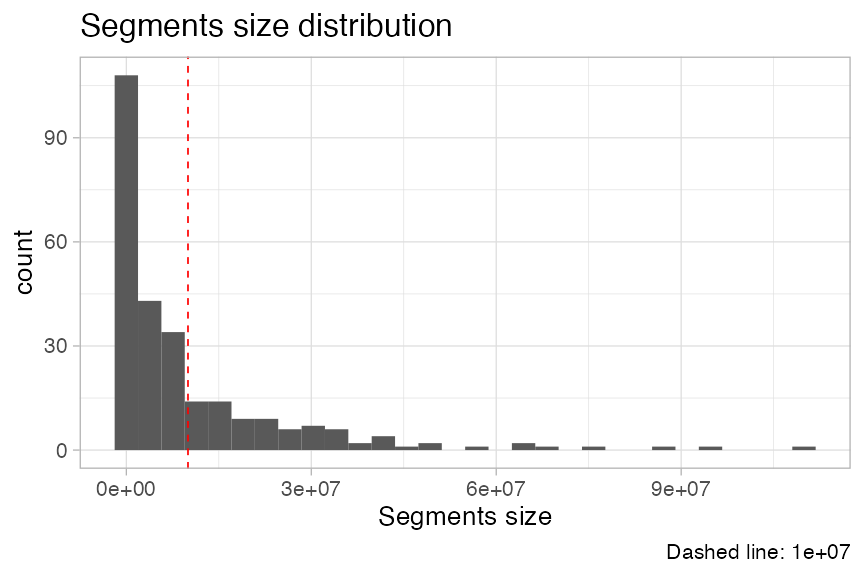 Segments size distribution
90
60
30
0
count
0e+00 3e+07 6e+07 9e+07
Segments size
Dashed line: 1e+07